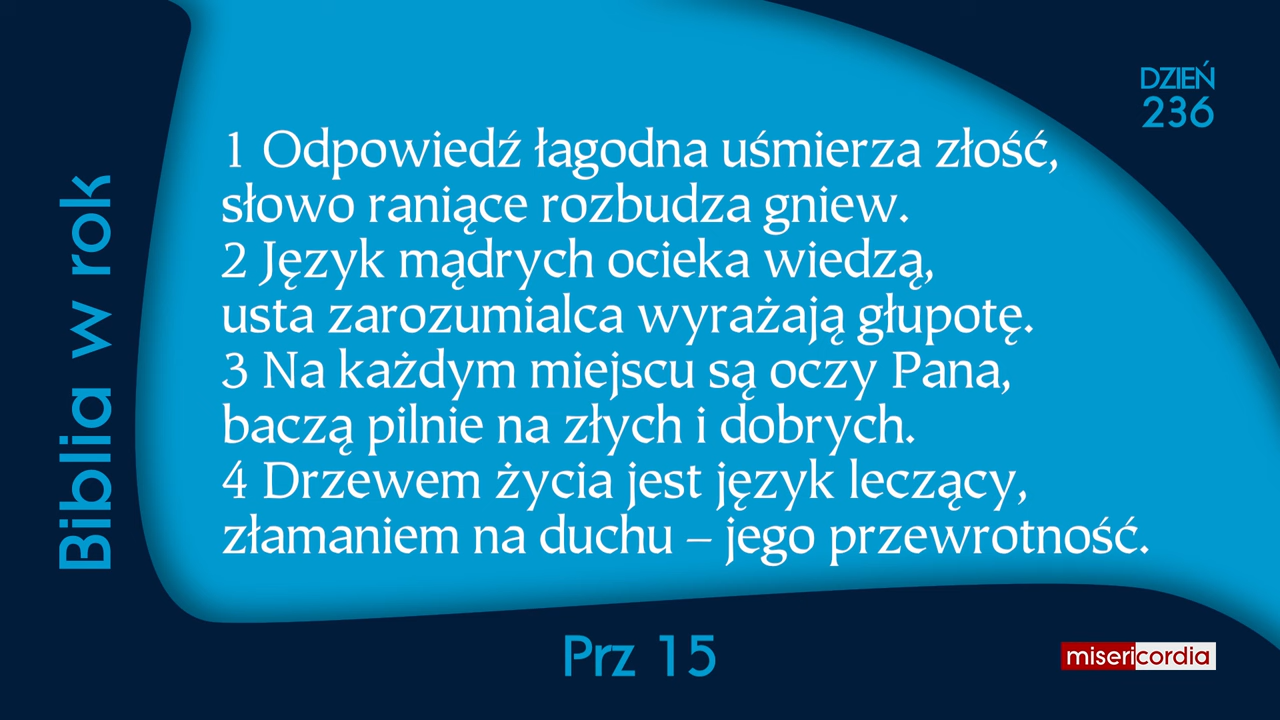 DZIEŃ
236
Biblia w rok
1 Odpowiedź łagodna uśmierza złość,
słowo raniące rozbudza gniew.
2 Język mądrych ocieka wiedzą,
usta zarozumialca wyrażają głupotę.
3 Na każdym miejscu są oczy Pana,
baczą pilnie na złych i dobrych.
4 Drzewem życia jest język leczący,
złamaniem na duchu – jego przewrotność.
Prz 15
misericordia